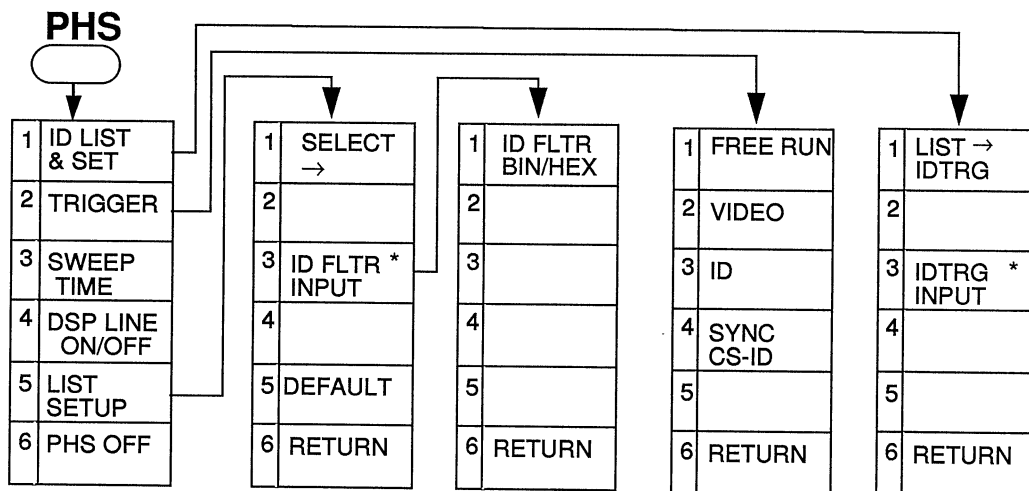 PHS
1 ID LIST
& SET
2 TRIGGER
3 SWEEP
TIME
4 DSP LINE
ON/OFF
5 LIST
SETUP
6 PHS OFF
1 SELECT
→
2
3 ID FLTR *
INPUT
4
5 DEFAULT
6 RETURN
1 ID FLTR
BIN/HEX
2
3
4
5
6 RETURN
1 FREE RUN
2 VIDEO
3 ID
4 SYNC
CS-ID
5
6 RETURN
1 LIST →
IDTRG
2
3 IDTRG *
INPUT
4
5
6 RETURN